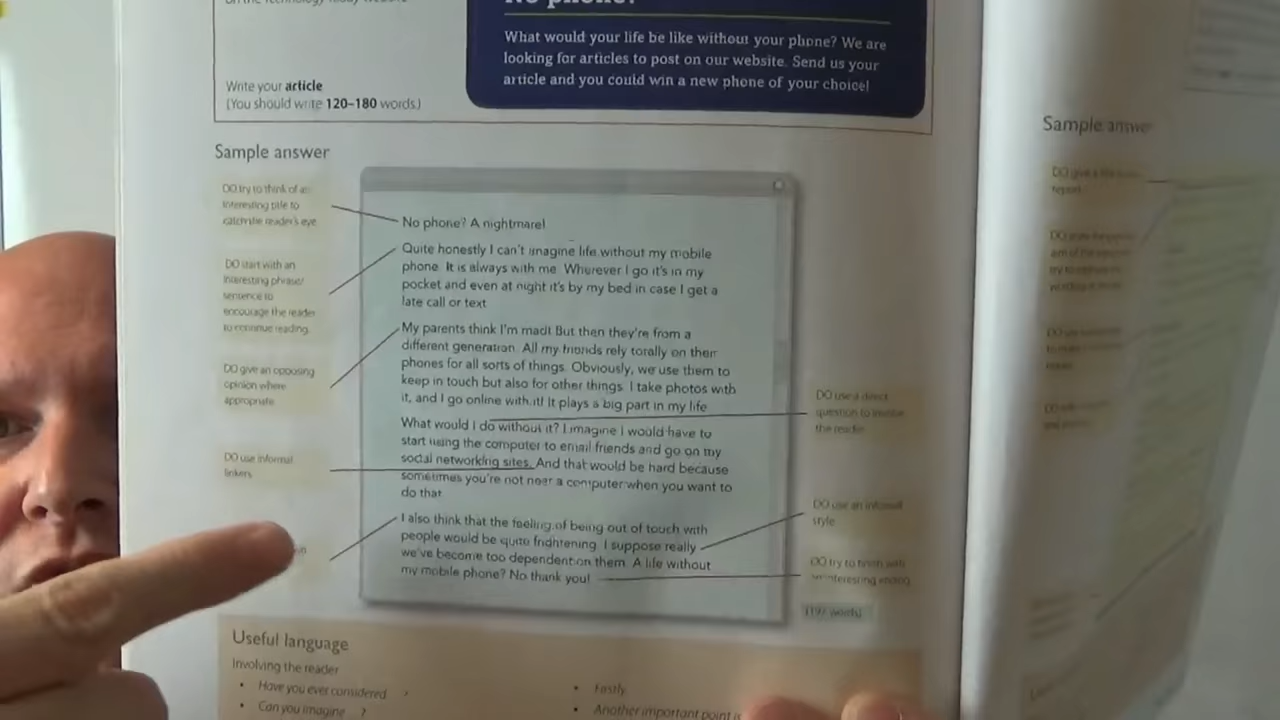 What would your life be like without your phone? We are
looking for articles to post on our website. Send us your
article and you could win a new phone of your choice!
Write your article
(You should write 120–180 words.)
Sample answer
DO try to think of an
interesting title to
catch the reader's eye.
DO start with an
interesting phrase/
sentence to
encourage the reader
to continue reading.
DO give an opposing
opinion where
appropriate.
DO use informal
linkers.
No phone? A nightmare!
Quite honestly I can't imagine life without my mobile
phone. It is always with me. Wherever I go it's in my
pocket and even at night it's by my bed in case I get a
late call or text.
My parents think I'm mad! But then they're from a
different generation. All my friends rely totally on their
phones for all sorts of things. Obviously, we use them to
keep in touch but also for other things. I take photos with
it, and I go online with it! It plays a big part in my life.
What would I do without it? I imagine I would have to
start using the computer to email friends and go on my
social networking sites. And that would be hard because
sometimes you're not near a computer when you want to
do that.
I also think that the feeling of being out of touch with
people would be quite frightening. I suppose really
we've become too dependent on them. A life without
my mobile phone? No thank you!
DO use a direct
question to involve
the reader.
DO use an informal
style
DO try to finish with
an interesting ending.
Useful language
Involving the reader
• Have you ever considered ?
• Can you imagine ?
• Lastly
• Another important point is
Sample answer